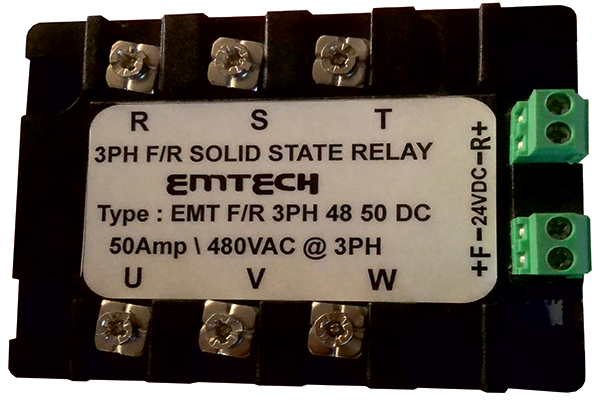 R S T
3PH F/R SOLID STATE RELAY
EMTECH
Type : EMT F/R 3PH 48 50 DC
50Amp \ 480VAC @ 3PH
U V W
+F-24VDC-R+